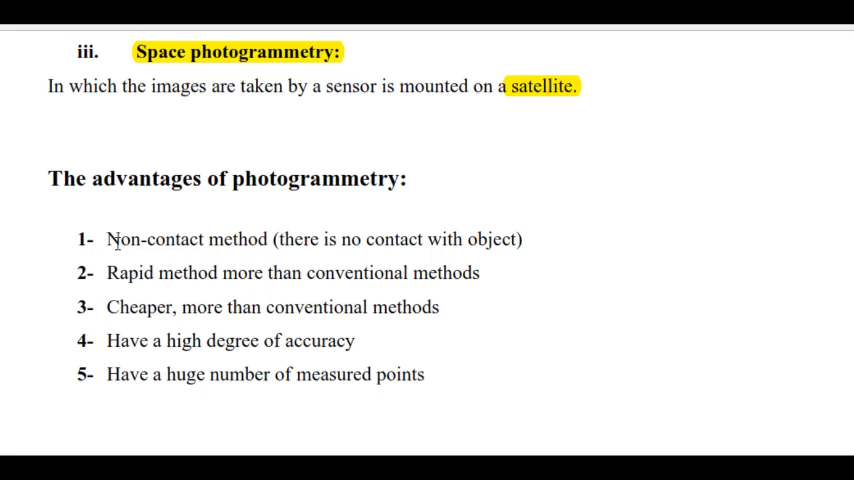 iii. Space photogrammetry:
In which the images are taken by a sensor is mounted on a satellite.
The advantages of photogrammetry:
1- Non-contact method (there is no contact with object)
2- Rapid method more than conventional methods
3- Cheaper, more than conventional methods
4- Have a high degree of accuracy
5- Have a huge number of measured points